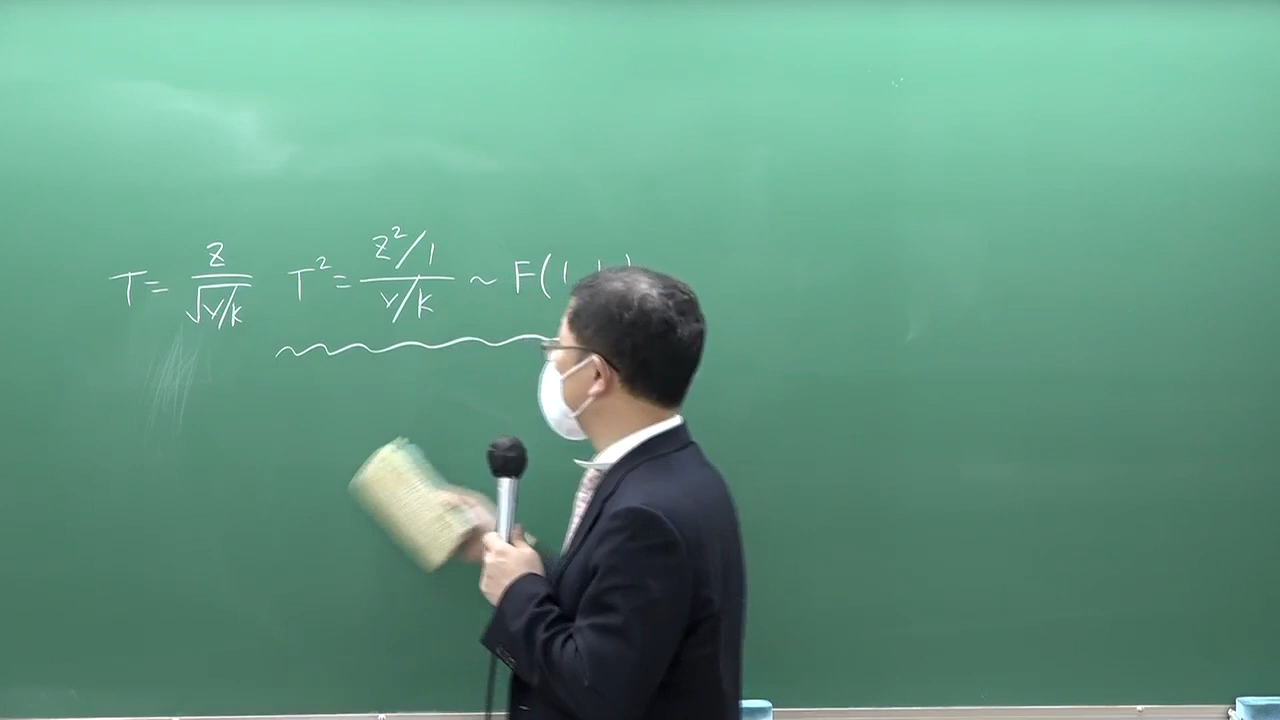 T = Z / √(V/k)   T² = (Z²/1) / (V/k) ~ F(1